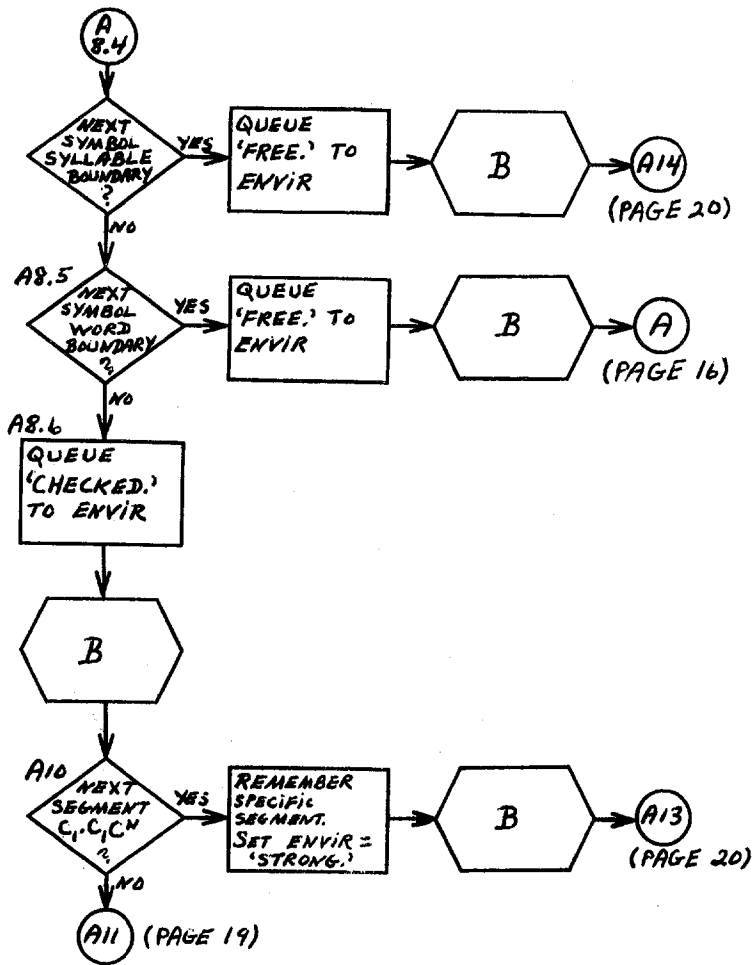 A
8.4
NEXT
SYMBOL
SYLLABLE
BOUNDARY
?
YES
QUEUE
'FREE.' TO
ENVIR
B
A14
(PAGE 20)
NO
A8.5
NEXT
SYMBOL
WORD
BOUNDARY
?
YES
QUEUE
'FREE.' TO
ENVIR
B
A
(PAGE 16)
NO
A8.6
QUEUE
'CHECKED.'
TO ENVIR
B
A10
NEXT
SEGMENT
C₁·C₁Cᴺ
?
YES
REMEMBER
SPECIFIC
SEGMENT.
SET ENVIR =
'STRONG.'
B
A13
(PAGE 20)
NO
A11 (PAGE 19)